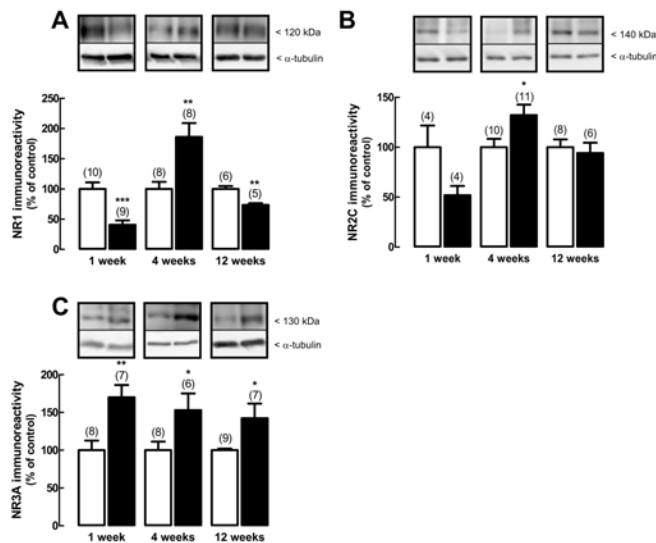 A
< 120 kDa
< α-tubulin
NR1 immunoreactivity
(% of control)
250
200
150
100
50
0
(10)
***
(9)
(8)
**
(8)
(6)
**
(5)
1 week 4 weeks 12 weeks
B
< 140 kDa
< α-tubulin
NR2C immunoreactivity
(% of control)
150
100
50
0
(4)
(4)
(10)
*
(11)
(8)
(6)
1 week 4 weeks 12 weeks
C
< 130 kDa
< α-tubulin
NR3A immunoreactivity
(% of control)
200
150
100
50
0
(8)
**
(7)
(8)
*
(6)
(9)
*
(7)
1 week 4 weeks 12 weeks